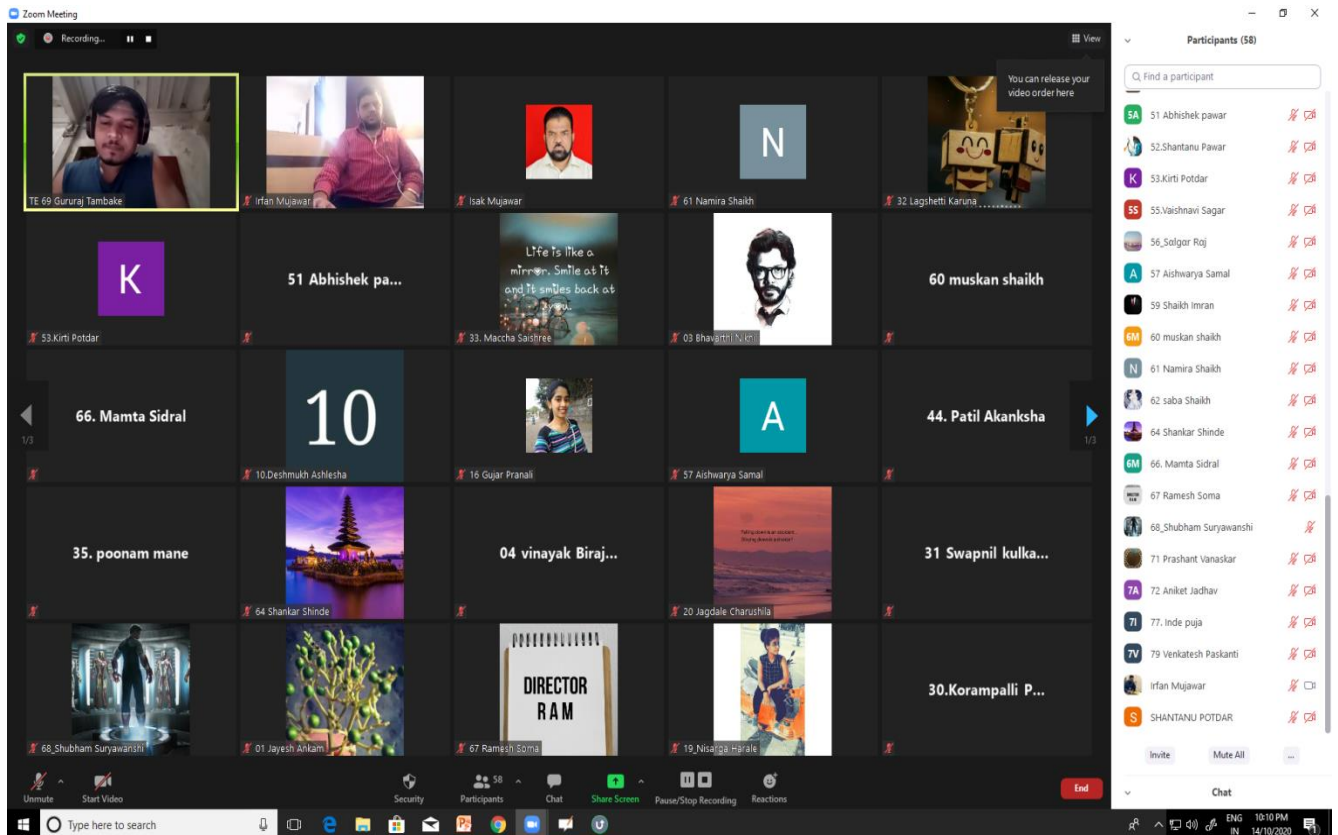 Zoom Meeting
Recording...
View
You can release your
video order here
TE 69 Gururaj Tambake
Irfan Mujawar
Isak Mujawar
N
61 Namira Shaikh
32 Lagshetti Karuna
K
53.Kirti Potdar
51 Abhishek pa...
Life is like a
mirror. Smile at it
and it smiles back at
you.
33. Maccha Saishree
03 Bhavarthi Nikhil
60 muskan shaikh
66. Mamta Sidral
1/3
10
10.Deshmukh Ashlesha
16 Gujar Pranali
A
57 Aishwarya Samal
44. Patil Akanksha
1/3
35. poonam mane
64 Shankar Shinde
04 vinayak Biraj...
20 Jagdale Charushila
31 Swapnil kulka...
68_Shubham Suryawanshi
01 Jayesh Ankam
DIRECTOR
RAM
67 Ramesh Soma
19_Nisarga Harale
30.Korampalli P...
Unmute
Start Video
Security
58
Participants
Chat
Share Screen
Pause/Stop Recording
Reactions
End
Participants (58)
Find a participant
5A 51 Abhishek pawar
52.Shantanu Pawar
K 53.Kirti Potdar
5S 55.Vaishnavi Sagar
56_Salgar Raj
A 57 Aishwarya Samal
59 Shaikh Imran
6M 60 muskan shaikh
N 61 Namira Shaikh
62 saba Shaikh
64 Shankar Shinde
6M 66. Mamta Sidral
DIRECTOR RAM 67 Ramesh Soma
68_Shubham Suryawanshi
71 Prashant Vanaskar
7A 72 Aniket Jadhav
7I 77. Inde puja
7V 79 Venkatesh Paskanti
Irfan Mujawar
S SHANTANU POTDAR
Invite
Mute All
...
Chat
Type here to search
ENG
IN
10:10 PM
14/10/2020